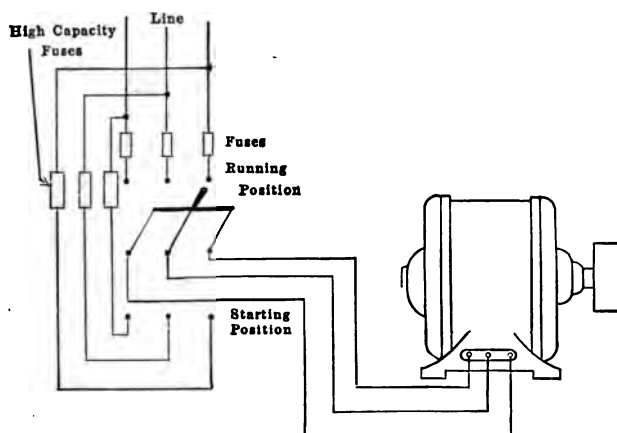 Line
High Capacity
Fuses
Fuses
Running
Position
Starting
Position